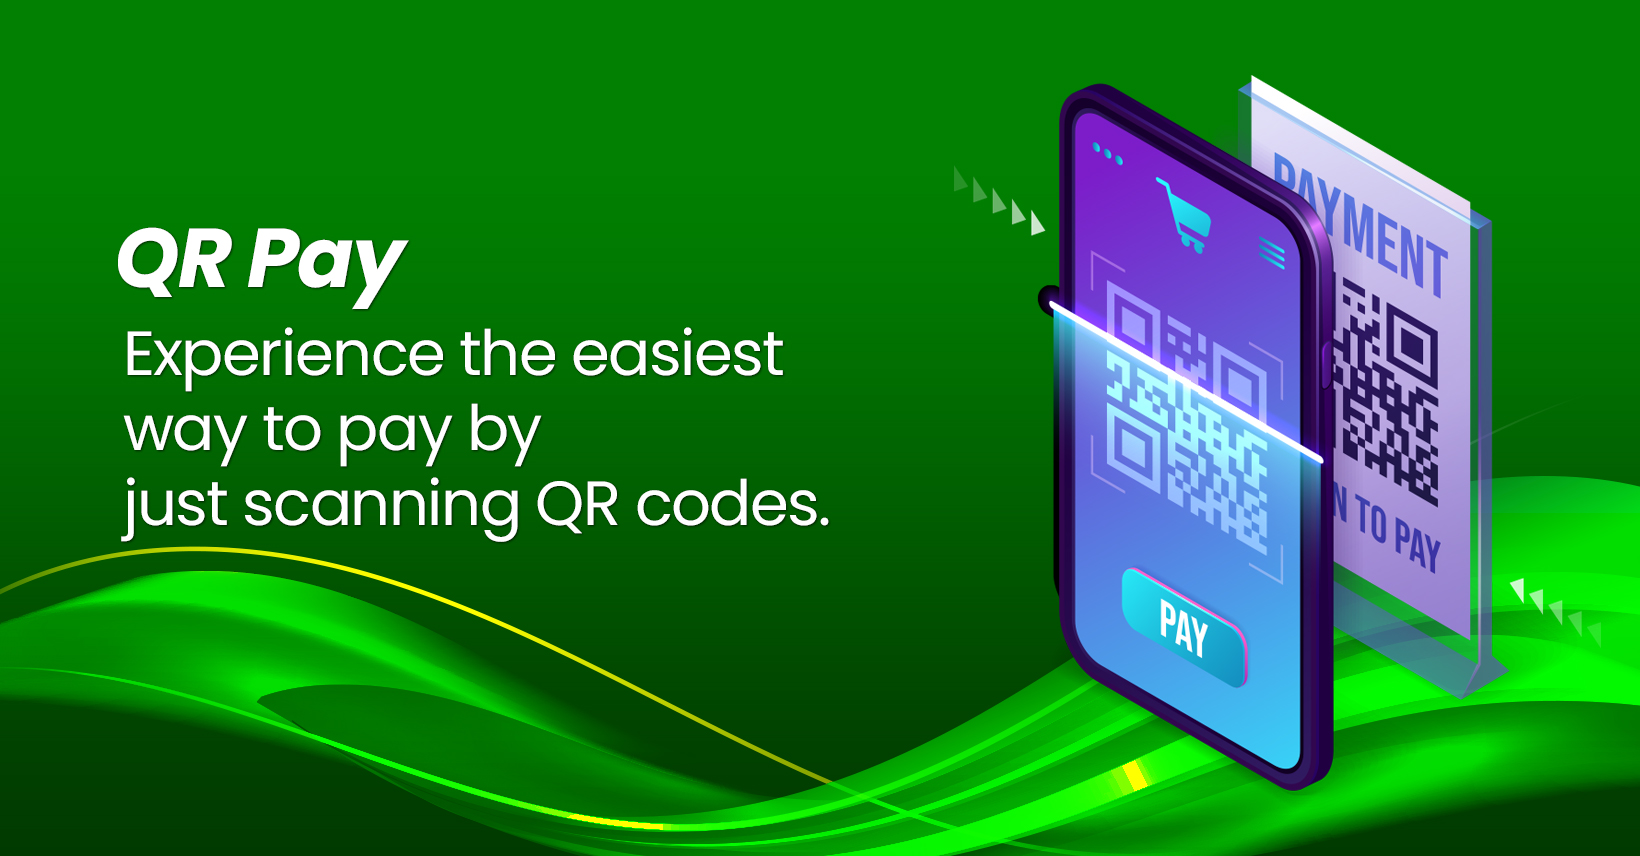 QR Pay
Experience the easiest
way to pay by
just scanning QR codes.
PAYMENT
TO PAY
PAY